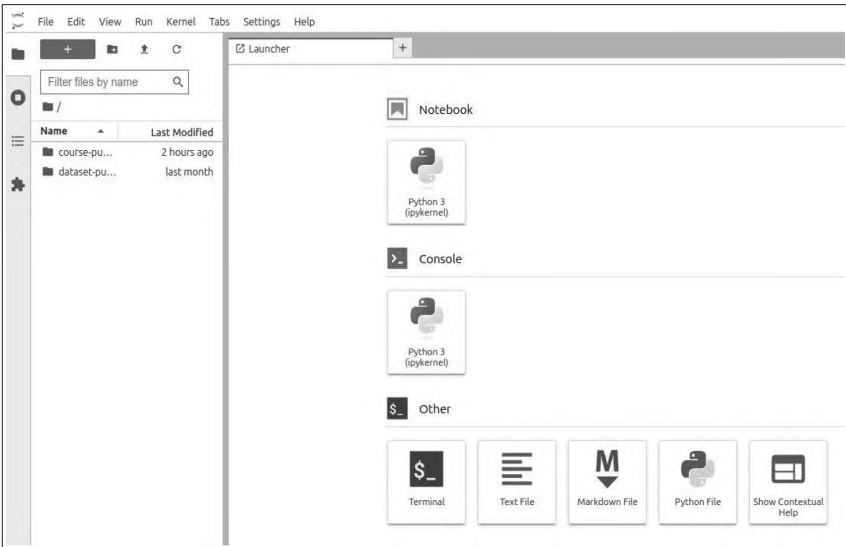 File Edit View Run Kernel Tabs Settings Help
+
Launcher
+
Filter files by name
/
Name Last Modified
course-pu... 2 hours ago
dataset-pu... last month
Notebook
Python 3
(ipykernel)
>_ Console
Python 3
(ipykernel)
$_ Other
$_
M
Terminal
Text File
Markdown File
Python File
Show Contextual
Help